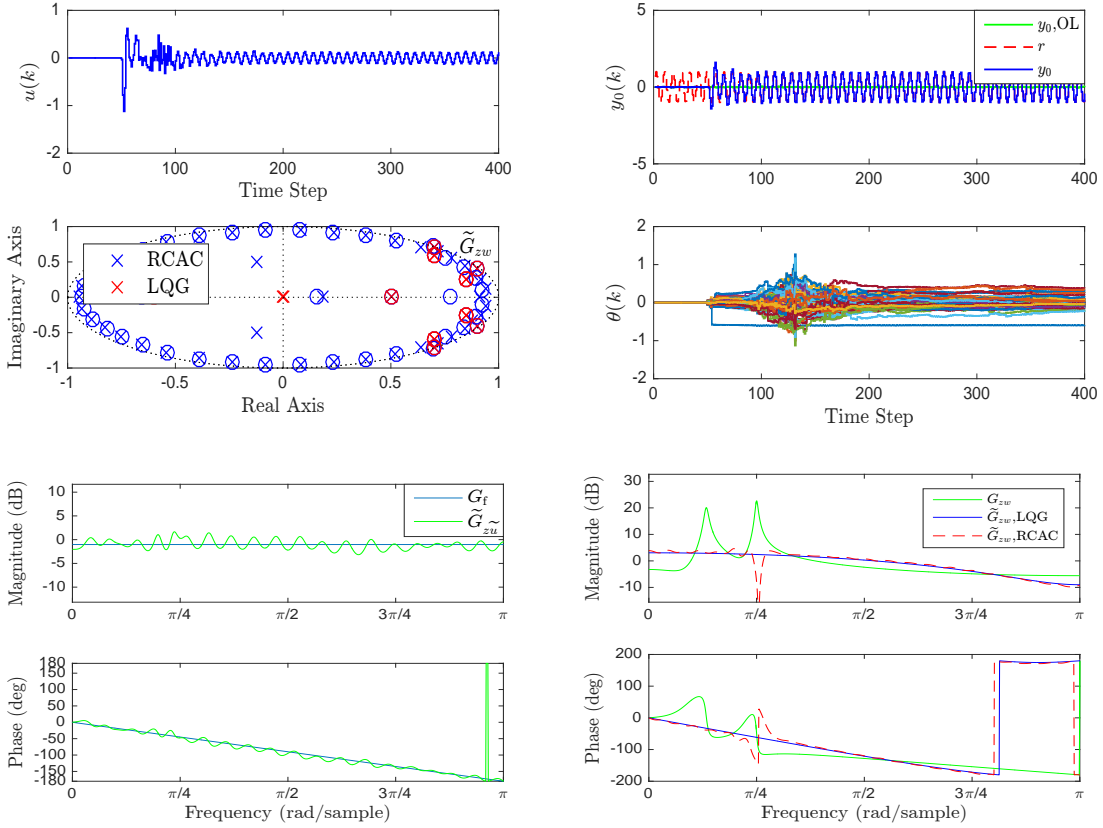 u(k)
1
0
-1
0 100 200 300 400
Time Step
y₀(k)
5
0
-5
0 100 200 300 400
y₀,OL
r
y₀
Imaginary Axis
1
0.5
0
-0.5
-1
-1 -0.5 0 0.5 1
Real Axis
RCAC
LQG
G̃zw
θ(k)
2
1
0
-1
-2
0 100 200 300 400
Time Step
Magnitude (dB)
10
5
0
-5
-10
0 π/4 π/2 3π/4 π
Gf
G̃zũ
Magnitude (dB)
30
20
10
0
-10
0 π/4 π/2 3π/4 π
Gzw
G̃zw,LQG
G̃zw,RCAC
Phase (deg)
180
150
100
50
0
-50
-100
-150
-180
0 π/4 π/2 3π/4 π
Frequency (rad/sample)
Phase (deg)
200
100
0
-100
-200
0 π/4 π/2 3π/4 π
Frequency (rad/sample)